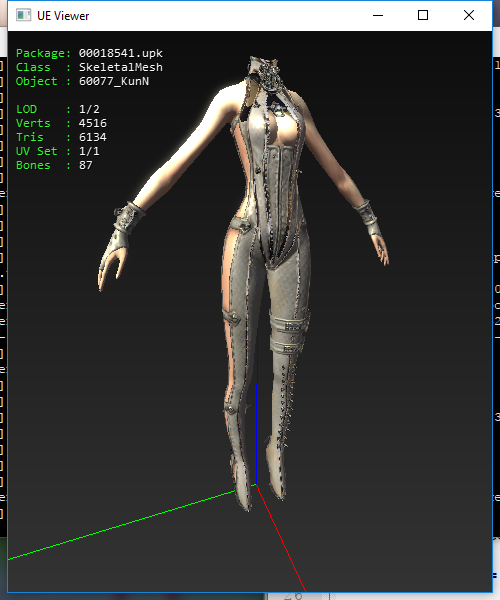 UE Viewer
Package: 00018541.upk
Class : SkeletalMesh
Object : 60077_KunN
LOD : 1/2
Verts : 4516
Tris : 6134
UV Set : 1/1
Bones : 87